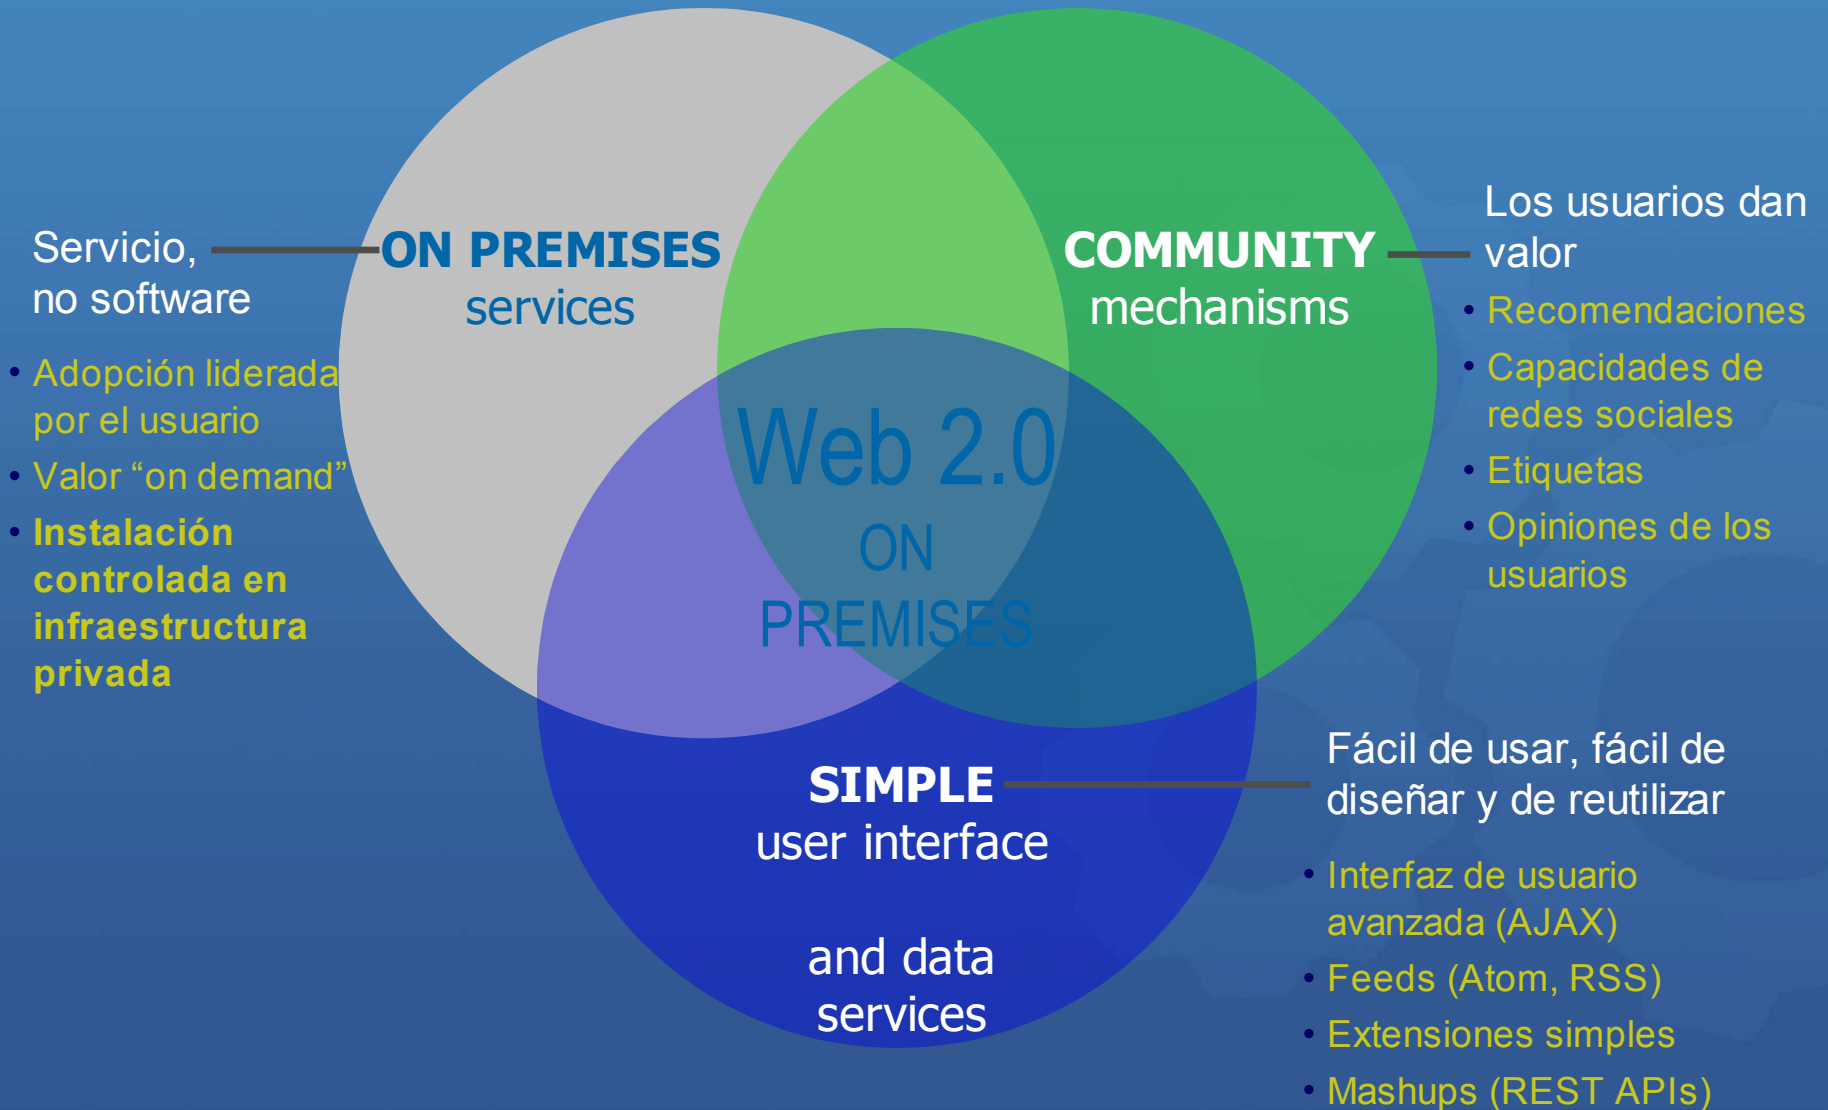 Servicio,
no software
• Adopción liderada
por el usuario
• Valor “on demand”
• Instalación
controlada en
infraestructura
privada
ON PREMISES
services
COMMUNITY
mechanisms
Los usuarios dan
valor
• Recomendaciones
• Capacidades de
redes sociales
• Etiquetas
• Opiniones de los
usuarios
Web 2.0
ON
PREMISES
SIMPLE
user interface
and data
services
Fácil de usar, fácil de
diseñar y de reutilizar
• Interfaz de usuario
avanzada (AJAX)
• Feeds (Atom, RSS)
• Extensiones simples
• Mashups (REST APIs)